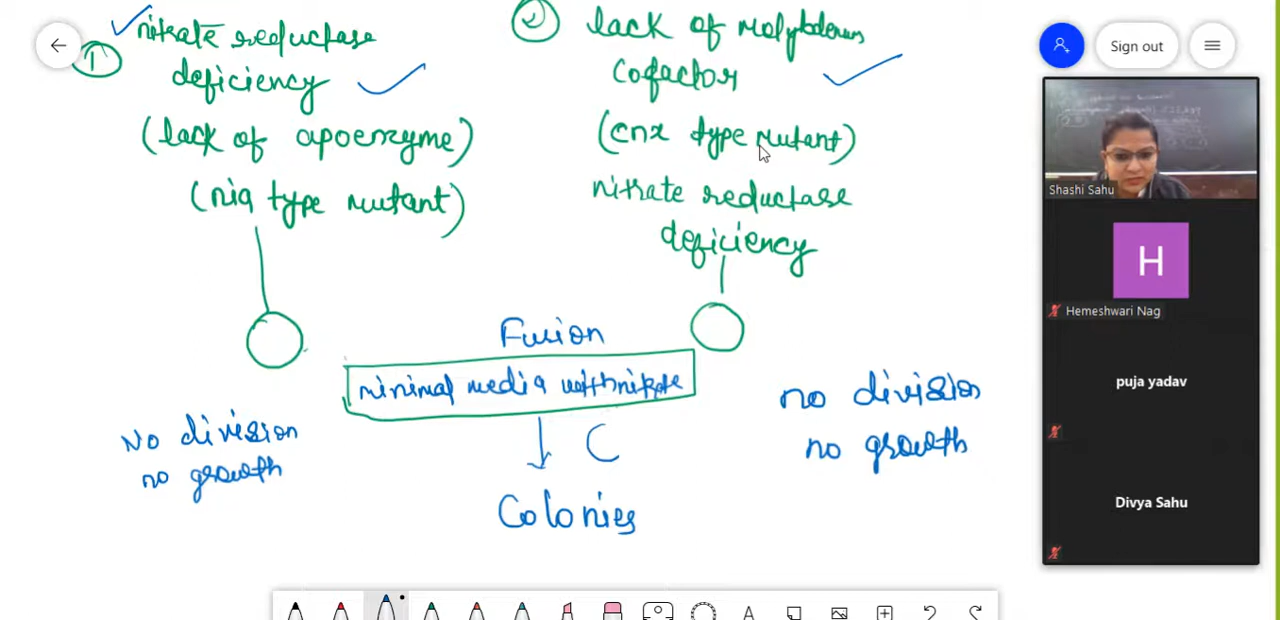 nitrate reductase
1
deficiency
(lack of apoenzyme)
(nia type mutant)
2
lack of Molybdenus
Cofactor
(cnx type Mutant)
nitrate reductase
deficiency
Fusion
minimal media with nitrate
No division
no growth
no division
no growth
C
Colonies
Sign out
Shashi Sahu
H
Hemeshwari Nag
puja yadav
Divya Sahu
A